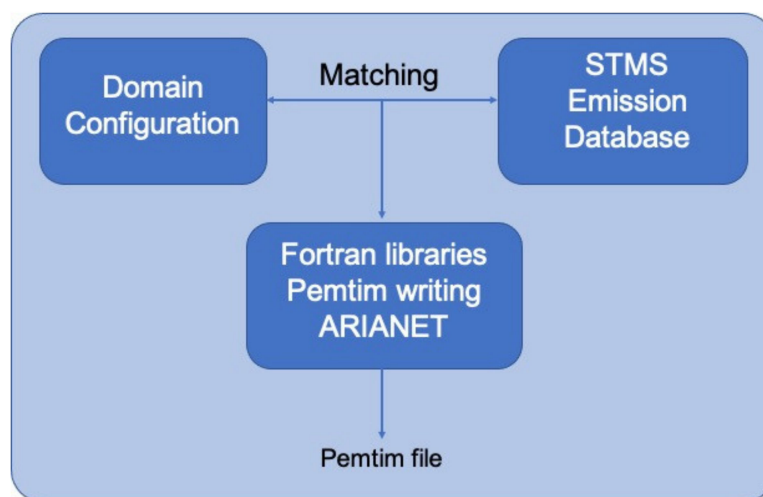 Domain
Configuration
Matching
STMS
Emission
Database
Fortran libraries
Pemtim writing
ARIANET
Pemtim file